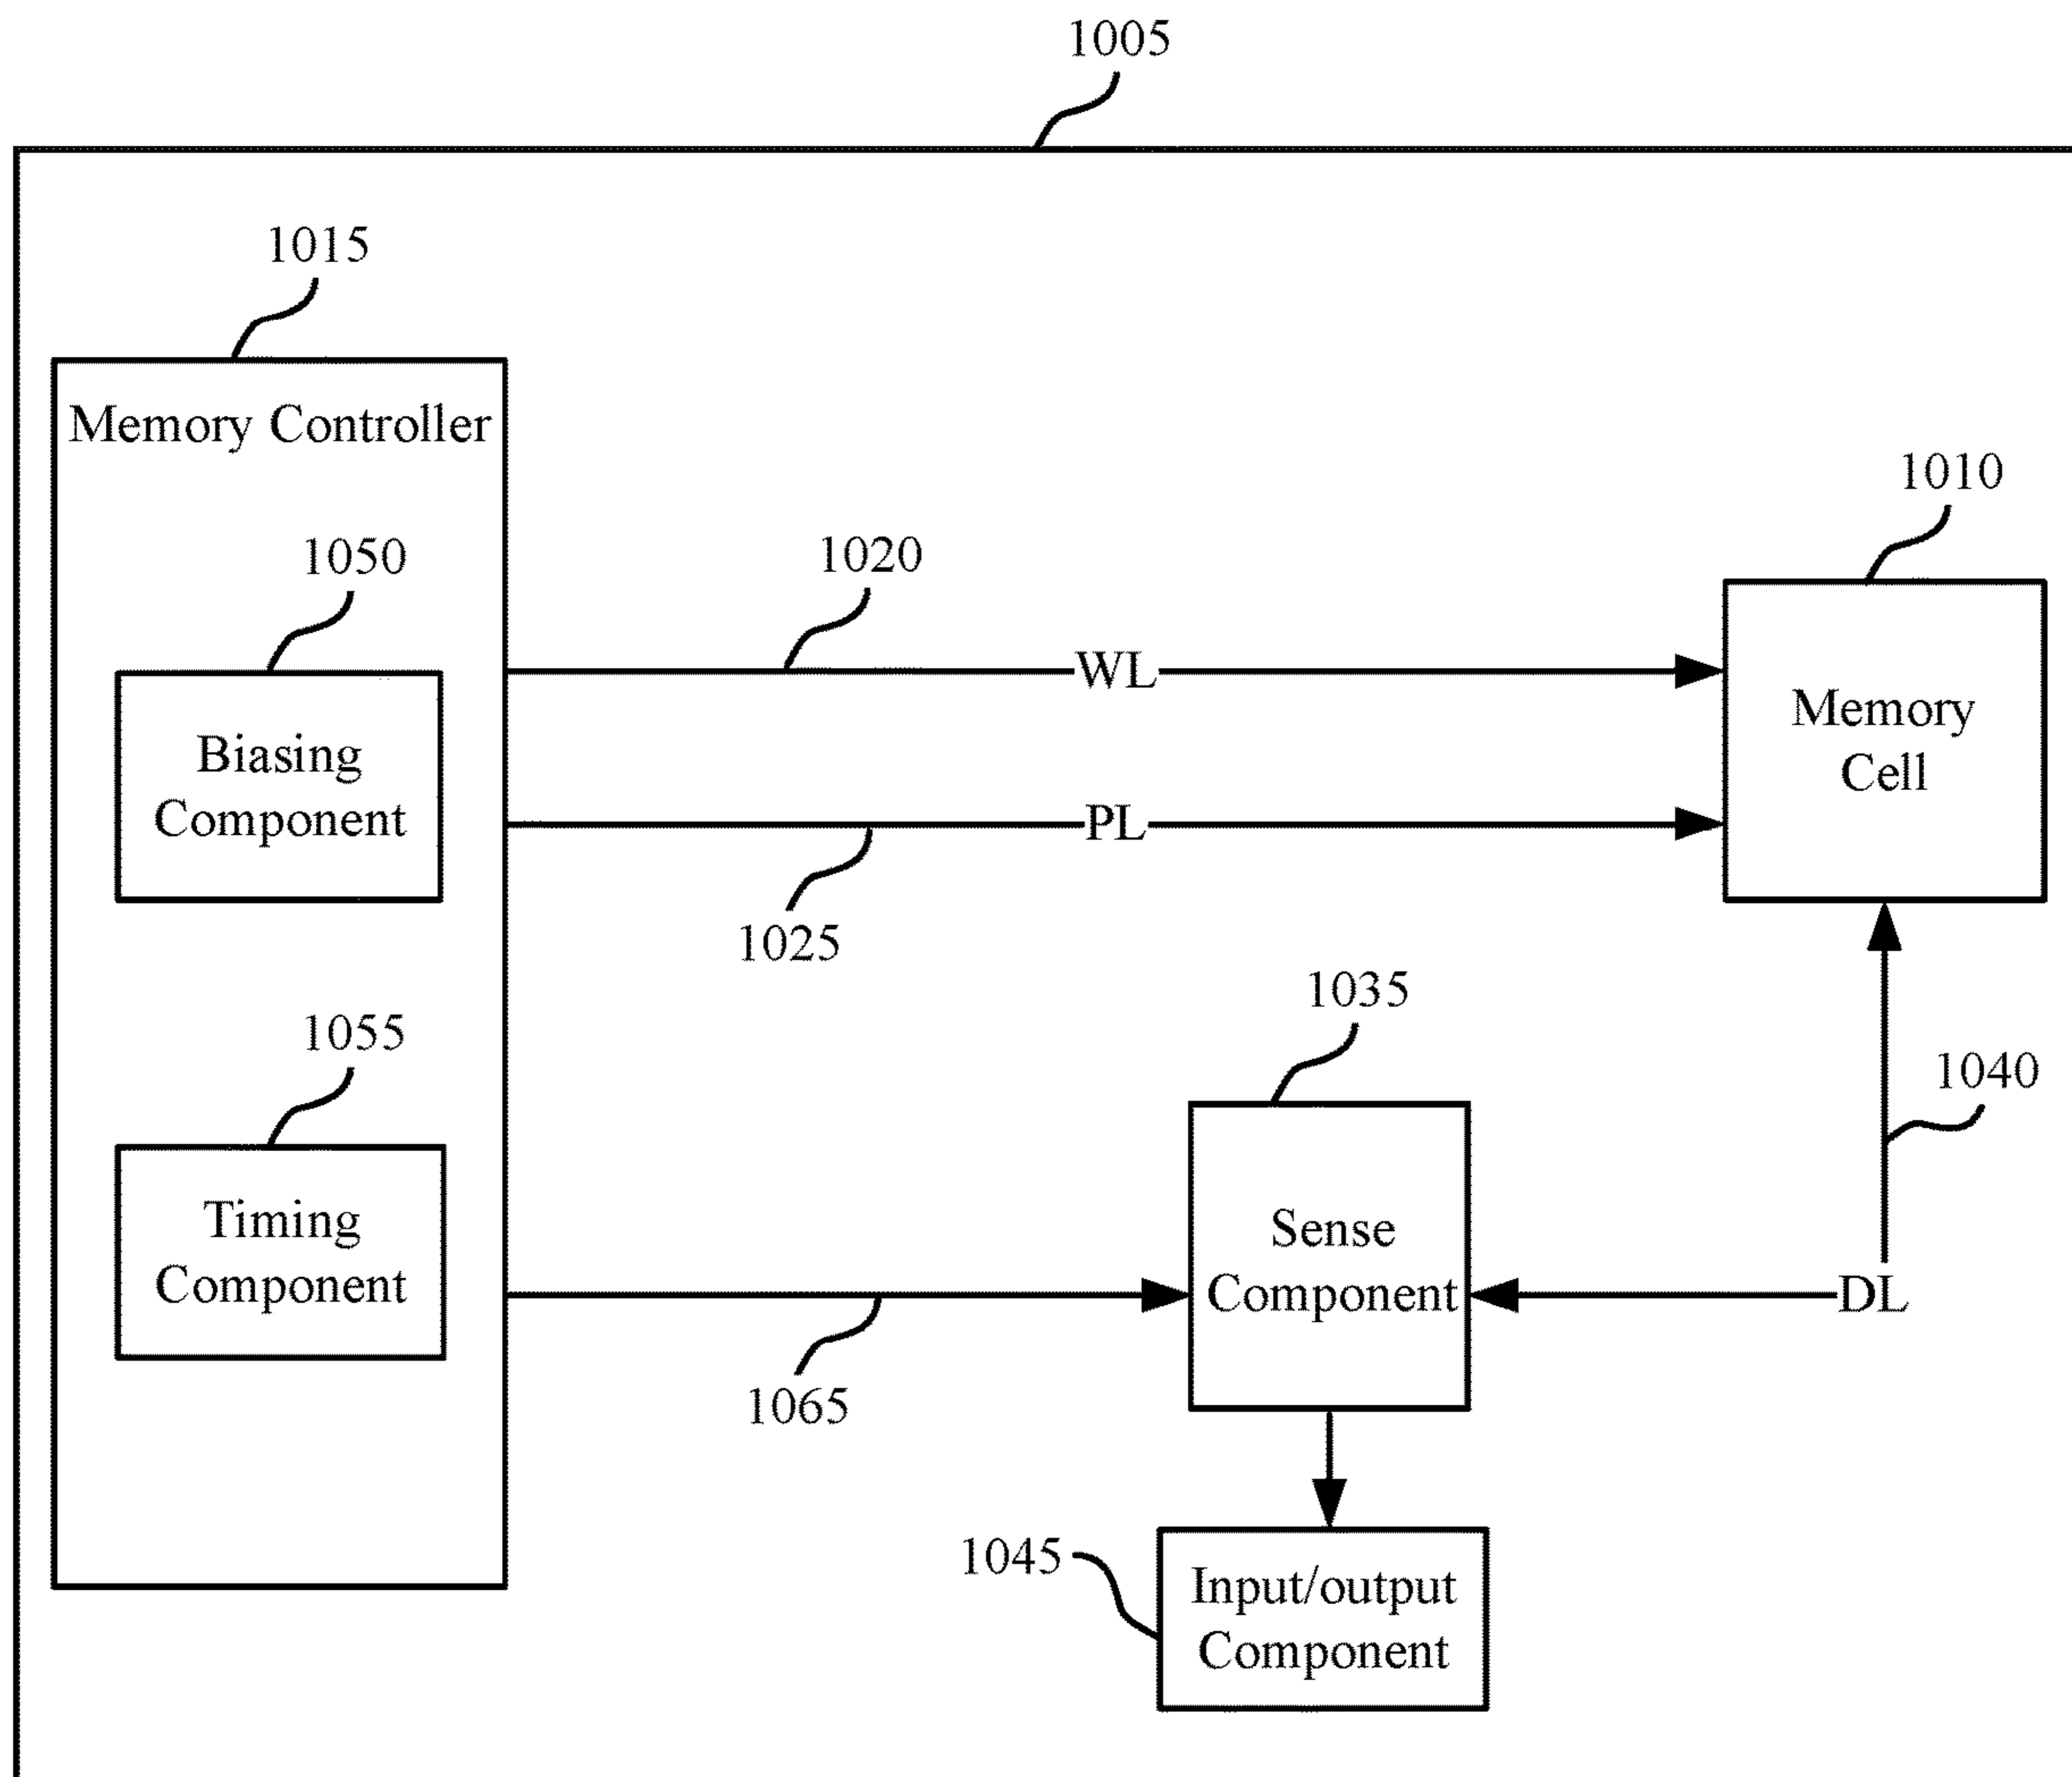 1005
1015
Memory Controller
1010
1050
1020
WL
Memory
Cell
Biasing
Component
PL
1025
1035
1055
1040
Timing
Component
Sense
Component
DL
1065
1045
Input/output
Component